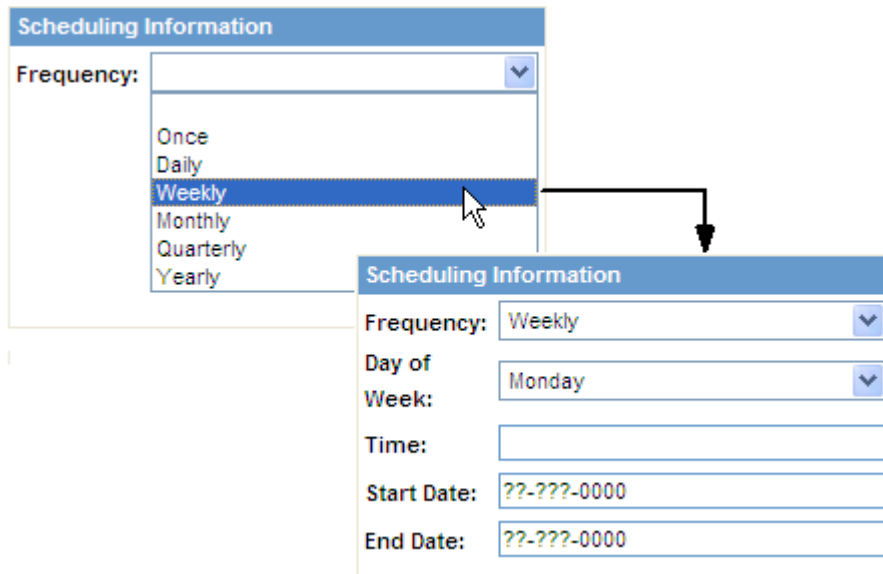 Scheduling Information
Frequency:
Once
Daily
Weekly
Monthly
Quarterly
Yearly
Scheduling Information
Frequency: Weekly
Day of
Week: Monday
Time:
Start Date: ??-???-0000
End Date: ??-???-0000